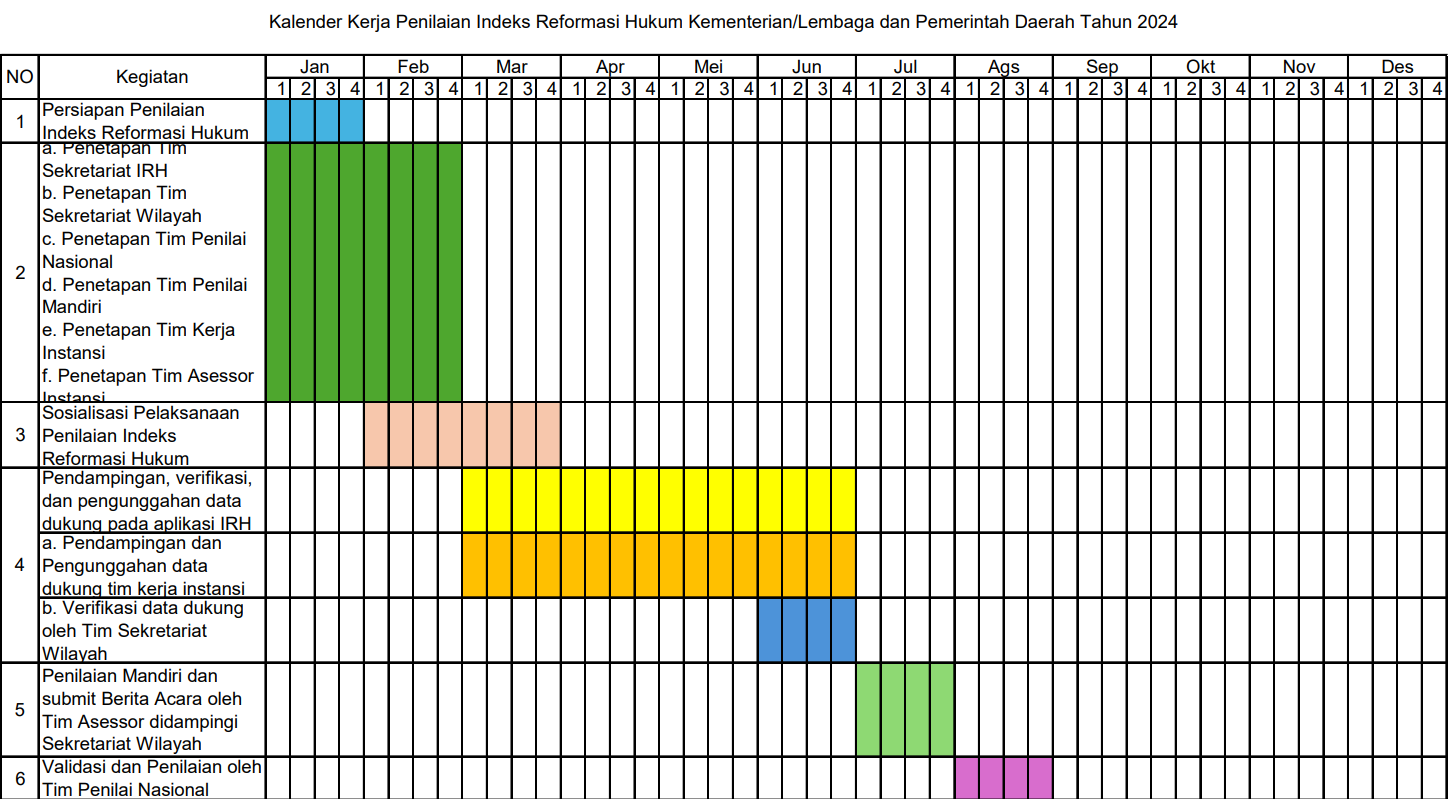 Kalender Kerja Penilaian Indeks Reformasi Hukum Kementerian/Lembaga dan Pemerintah Daerah Tahun 2024
NO Kegiatan Jan Feb Mar Apr Mei Jun Jul Ags Sep Okt Nov Des
1 2 3 4 1 2 3 4 1 2 3 4 1 2 3 4 1 2 3 4 1 2 3 4 1 2 3 4 1 2 3 4 1 2 3 4 1 2 3 4 1 2 3 4 1 2 3 4
1
Persiapan Penilaian
Indeks Reformasi Hukum
2
a. Penetapan Tim
Sekretariat IRH
b. Penetapan Tim
Sekretariat Wilayah
c. Penetapan Tim Penilai
Nasional
d. Penetapan Tim Penilai
Mandiri
e. Penetapan Tim Kerja
Instansi
f. Penetapan Tim Asessor
Instansi
3
Sosialisasi Pelaksanaan
Penilaian Indeks
Reformasi Hukum
4
Pendampingan, verifikasi,
dan pengunggahan data
dukung pada aplikasi IRH
a. Pendampingan dan
Pengunggahan data
dukung tim kerja instansi
b. Verifikasi data dukung
oleh Tim Sekretariat
Wilayah
5
Penilaian Mandiri dan
submit Berita Acara oleh
Tim Asessor didampingi
Sekretariat Wilayah
6
Validasi dan Penilaian oleh
Tim Penilai Nasional